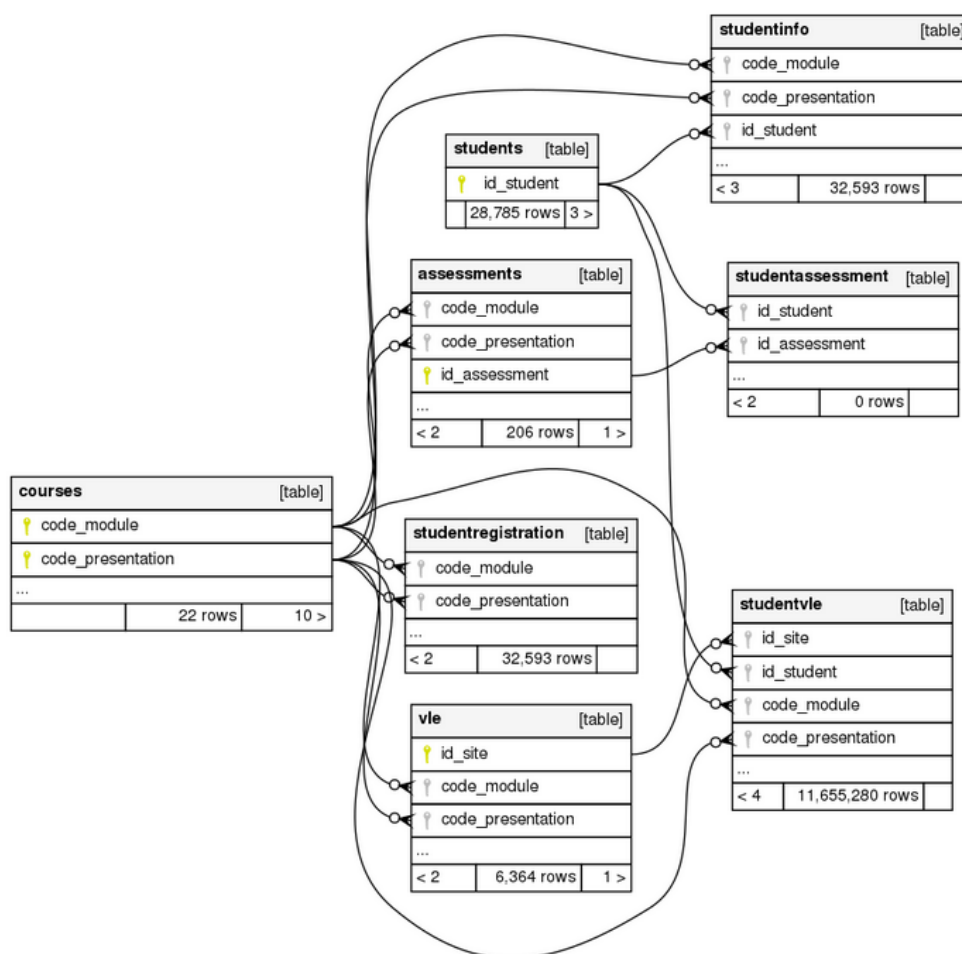 studentinfo [table]
code_module
code_presentation
id_student
...
< 3 32,593 rows
students [table]
id_student
28,785 rows 3 >
assessments [table]
code_module
code_presentation
id_assessment
...
< 2 206 rows 1 >
studentassessment [table]
id_student
id_assessment
...
< 2 0 rows
courses [table]
code_module
code_presentation
...
22 rows 10 >
studentregistration [table]
code_module
code_presentation
...
< 2 32,593 rows
studentvle [table]
id_site
id_student
code_module
code_presentation
...
< 4 11,655,280 rows
vle [table]
id_site
code_module
code_presentation
...
< 2 6,364 rows 1 >